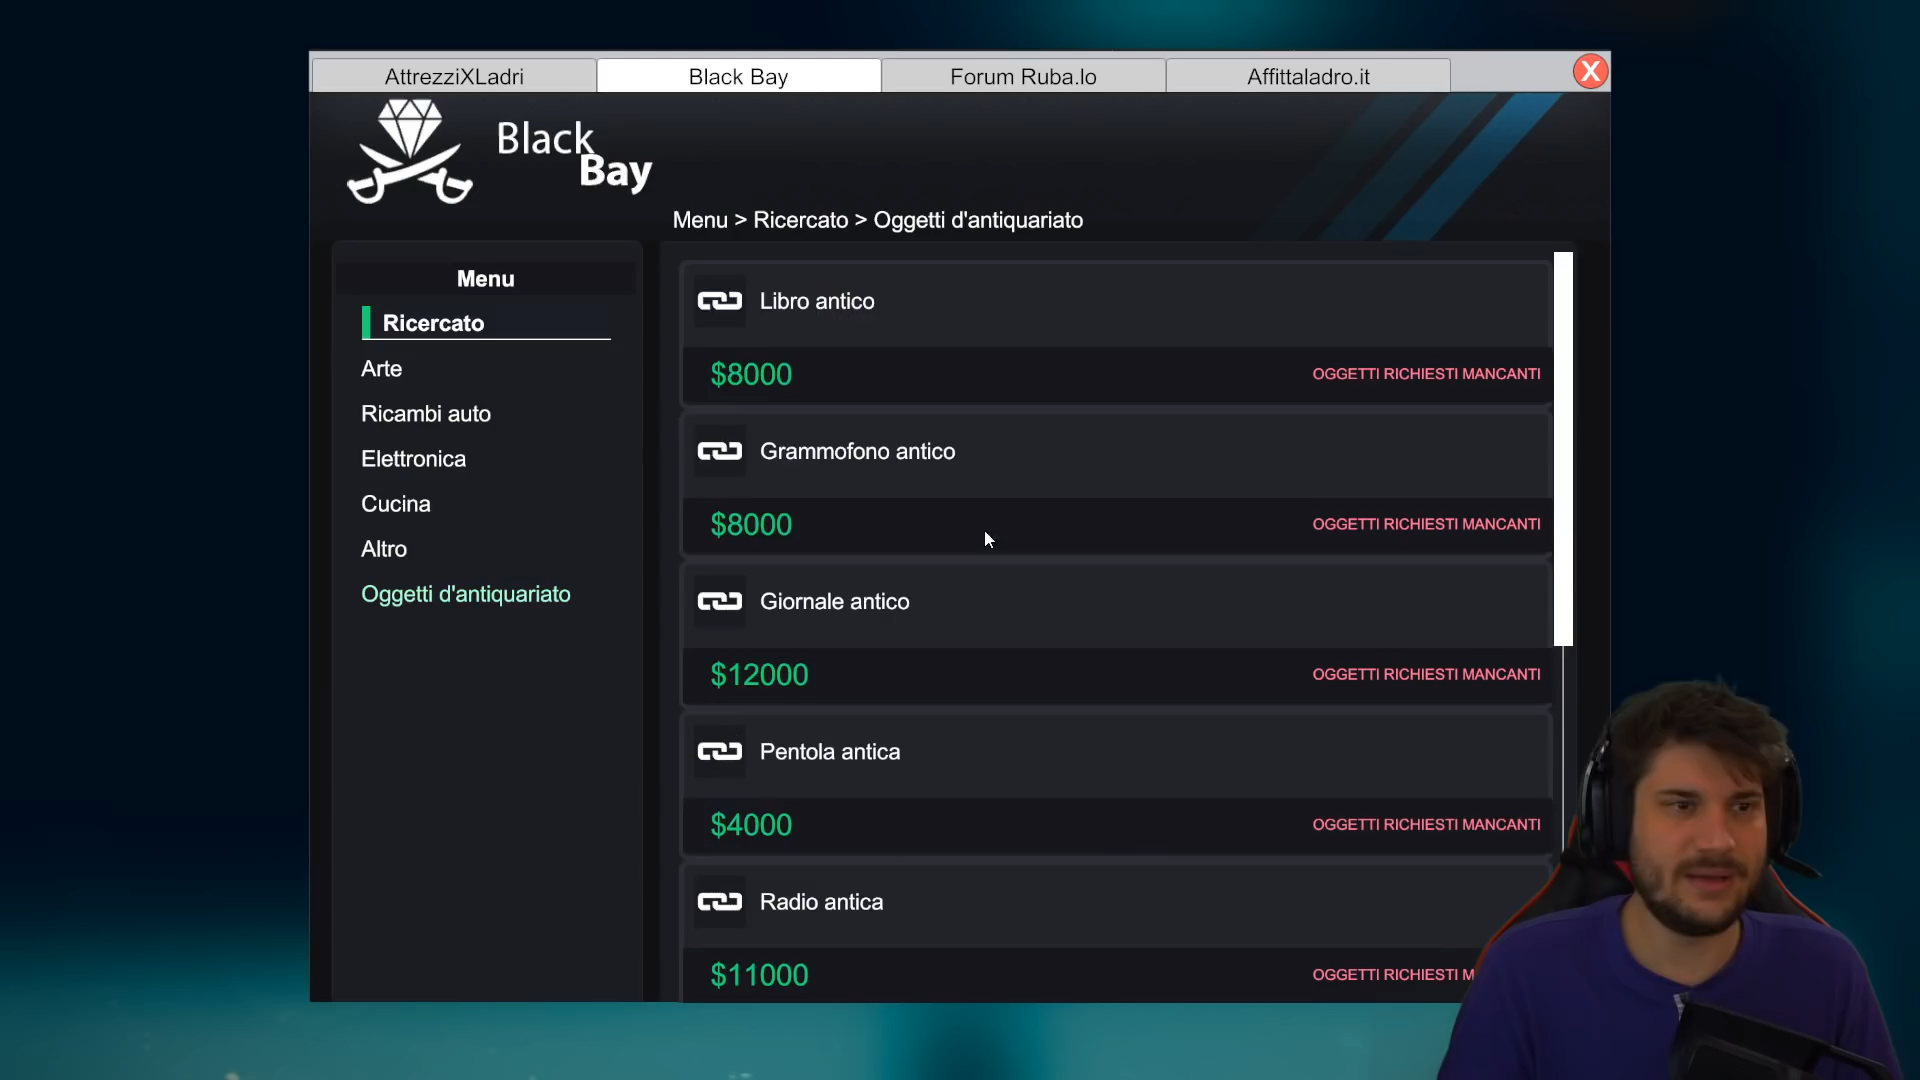 AttrezziXLadri
Black Bay
Forum Ruba.lo
Affittaladro.it
X
Black
Bay
Menu > Ricercato > Oggetti d'antiquariato
Menu
Ricercato
Arte
Ricambi auto
Elettronica
Cucina
Altro
Oggetti d'antiquariato
Libro antico
$8000 OGGETTI RICHIESTI MANCANTI
Grammofono antico
$8000 OGGETTI RICHIESTI MANCANTI
Giornale antico
$12000 OGGETTI RICHIESTI MANCANTI
Pentola antica
$4000 OGGETTI RICHIESTI MANCANTI
Radio antica
$11000 OGGETTI RICHIESTI